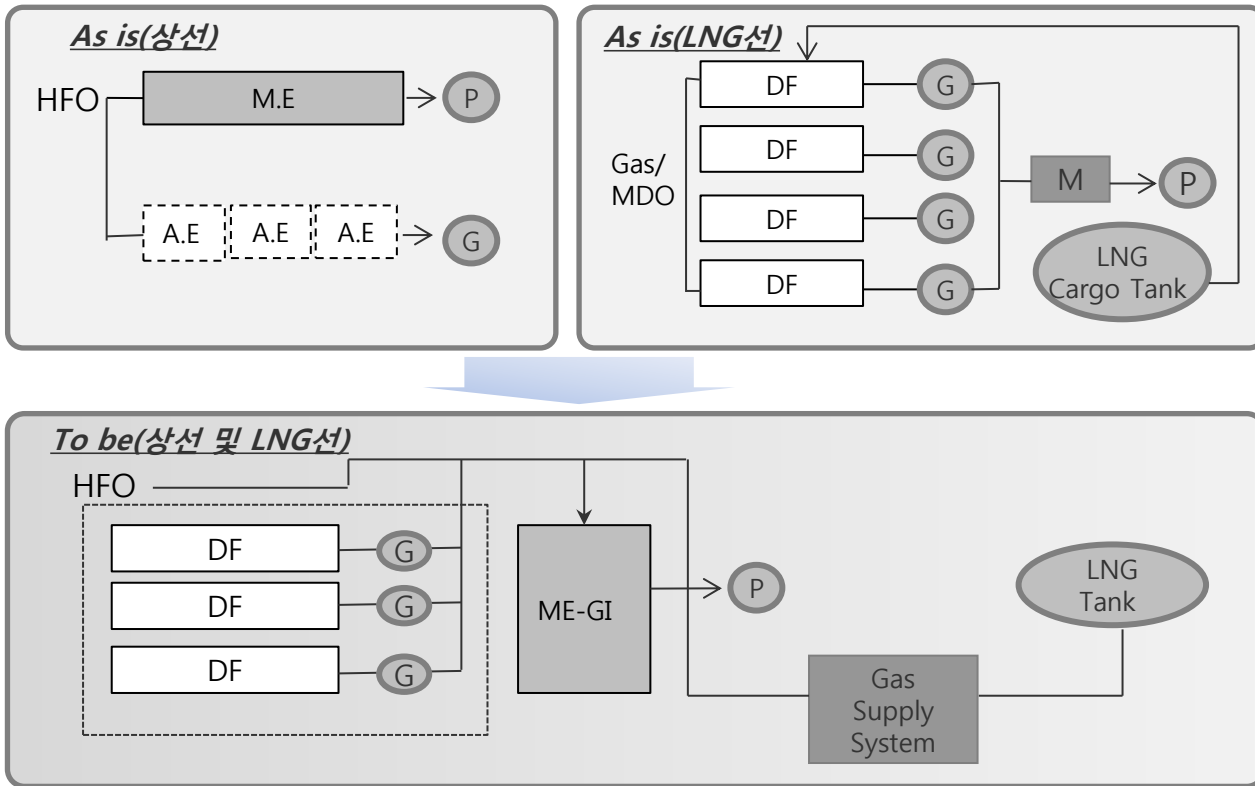 As is(상선)
HFO
M.E
P
A.E
A.E
A.E
G
As is(LNG선)
Gas/
MDO
DF
G
DF
G
DF
G
DF
G
M
P
LNG
Cargo Tank
To be(상선 및 LNG선)
HFO
DF
G
DF
G
DF
G
ME-GI
P
Gas
Supply
System
LNG
Tank